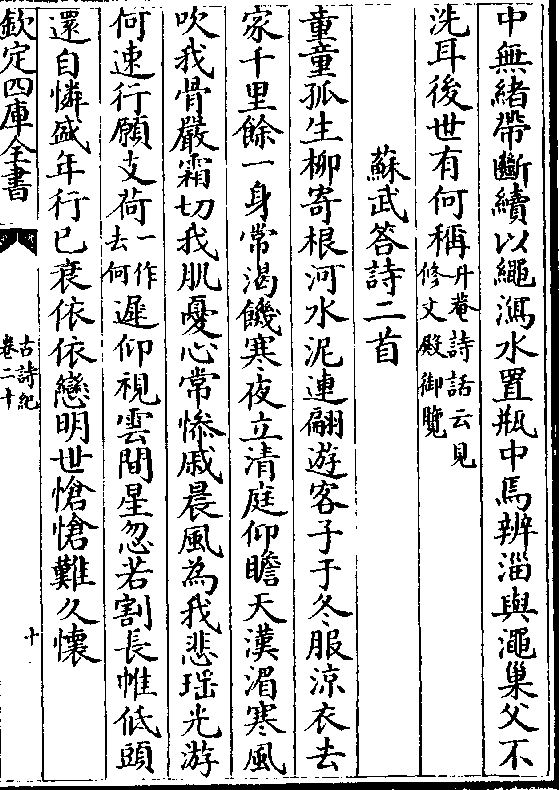 中無緒帶斷續以繩濕水置瓶中焉辨淄與澠巢父不
洗耳後世有何稱升菴詩話云見修文殿御覽
蘇武答詩二首
童童孤生柳寄根河水泥連翩遊客子于冬服涼衣去
家千里餘一身常渴饑寒夜立清庭仰瞻天漢湄寒風
吹我骨嚴霜切我肌憂心常慘戚晨風為我悲瑶光游
何速行願支荷一作去何遲仰視雲間星忽若割長帷低頭
還自憐盛年行已衰依依戀明世愴愴難久懷
欽定四庫全書
古詩紀
卷二十
十